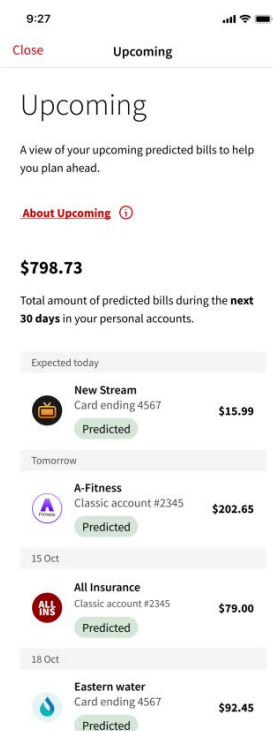 9:27
Close
Upcoming
Upcoming
A view of your upcoming predicted bills to help
you plan ahead.
About Upcoming
$798.73
Total amount of predicted bills during the next
30 days in your personal accounts.
Expected today
New Stream
Card ending 4567
$15.99
Predicted
Tomorrow
A-Fitness
Classic account #2345
$202.65
Predicted
A
Fitness
15 Oct
All Insurance
Classic account #2345
$79.00
Predicted
ALL
INS
18 Oct
Eastern water
Card ending 4567
$92.45
Predicted